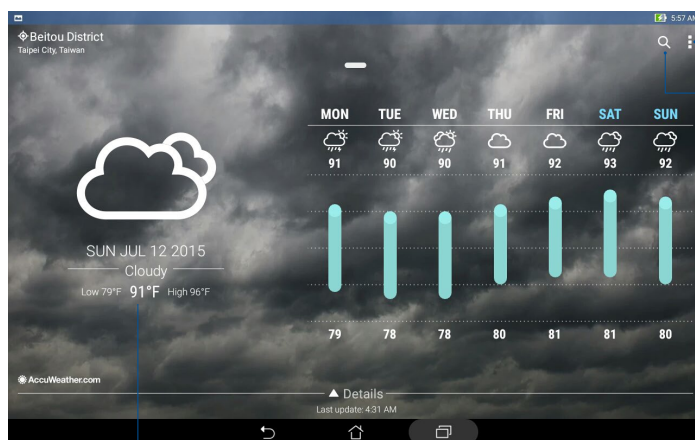 5:57 AM
Beitou District
Taipei City, Taiwan
SUN JUL 12 2015
Cloudy
Low 79°F 91°F High 96°F
MON TUE WED THU FRI SAT SUN
91 90 90 91 92 93 92
79 78 78 80 81 81 80
AccuWeather.com
Details
Last update: 4:31 AM